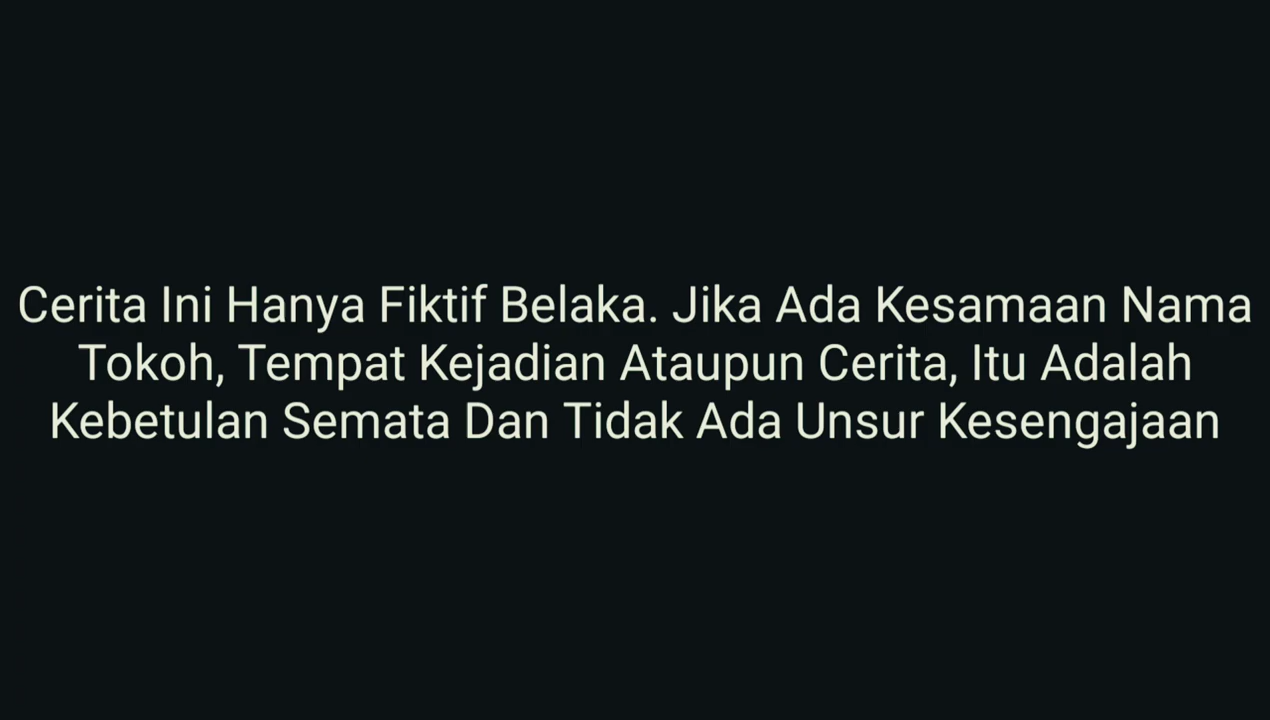 Cerita Ini Hanya Fiktif Belaka. Jika Ada Kesamaan Nama
Tokoh, Tempat Kejadian Ataupun Cerita, Itu Adalah
Kebetulan Semata Dan Tidak Ada Unsur Kesengajaan